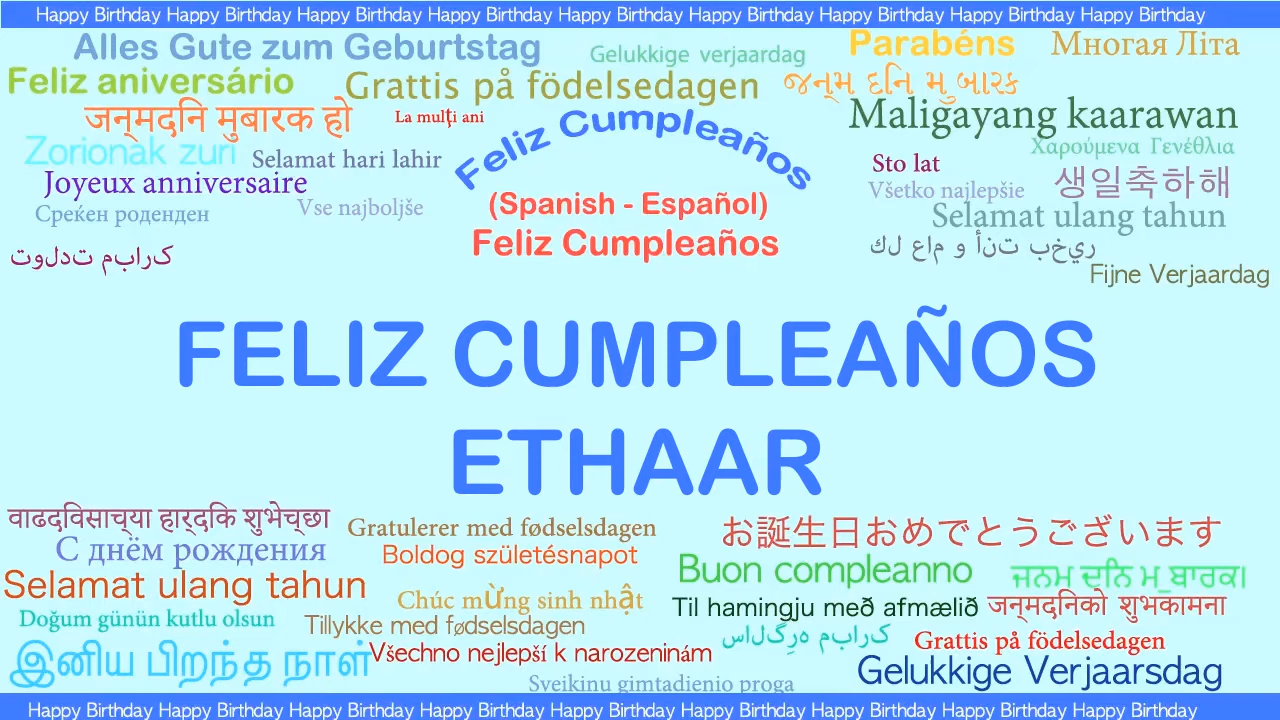 Happy Birthday Happy Birthday Happy Birthday Happy Birthday Happy Birthday Happy Birthday Happy Birthday Happy Birthday Happy Birthday
Alles Gute zum Geburtstag
Gelukkige verjaardag
Parabéns
Многая Літа
Feliz aniversário
Grattis på födelsedagen
જન્મ દિન મુબારક
जन्मदिन मुबारक हो
La mulţi ani
Feliz Cumpleaños
Maligayang kaarawan
Zorionak zuri
Selamat hari lahir
Χαρούμενα Γενέθλια
Sto lat
Joyeux anniversaire
(Spanish - Español)
Všetko najlepšie
생일축하해
Среќен роденден
Vse najboljše
Selamat ulang tahun
Feliz Cumpleaños
تولدت مبارک
كل عام و أنت بخير
Fijne Verjaardag
FELIZ CUMPLEAÑOS
ETHAAR
वाढदिवसाच्या हार्दिक शुभेच्छा
Gratulerer med fødselsdagen
お誕生日おめでとうございます
С днём рождения
Boldog születésnapot
Buon compleanno
ਜਨਮ ਦਿਨ ਮੁਬਾਰਕ।
Selamat ulang tahun
Chúc mừng sinh nhật
Til hamingju með afmælið
जन्मदिनको शुभकामना
Doğum günün kutlu olsun
Tillykke med fødselsdagen
سالگرہ مبارک
Grattis på födelsedagen
இனிய பிறந்த நாள்
Všechno nejlepší k narozeninám
Gelukkige Verjaarsdag
Sveikinu gimtadienio proga
Happy Birthday Happy Birthday Happy Birthday Happy Birthday Happy Birthday Happy Birthday Happy Birthday Happy Birthday Happy Birthday